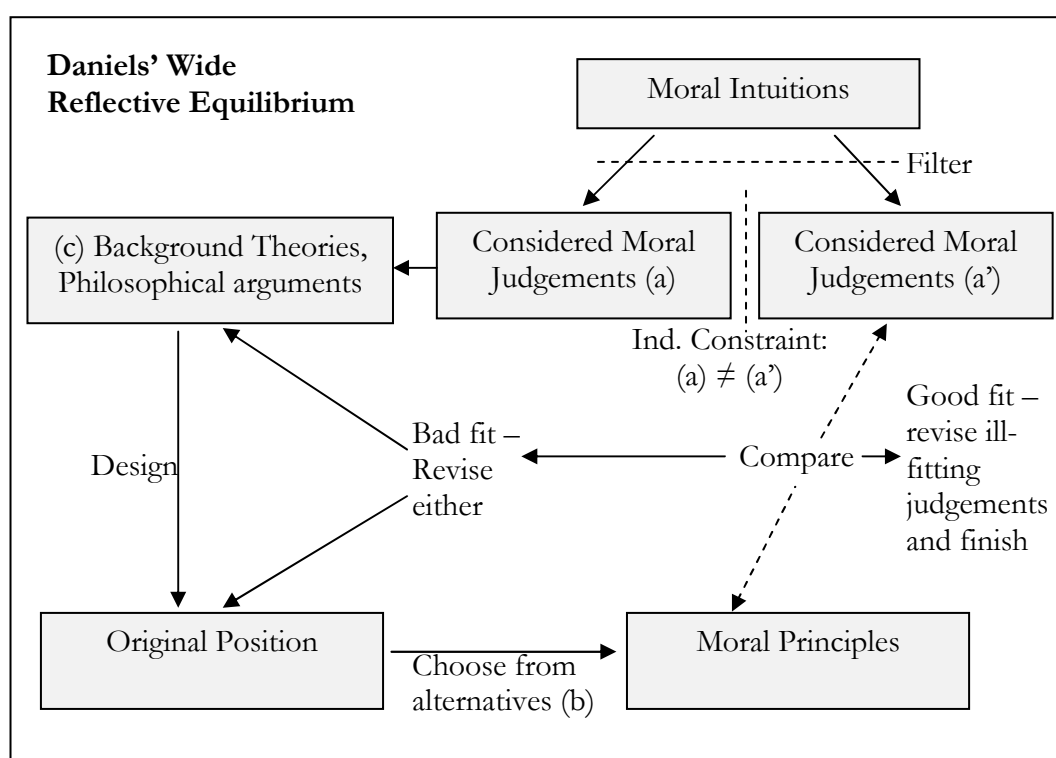 Daniels’ Wide
Reflective Equilibrium
Moral Intuitions
Filter
(c) Background Theories,
Philosophical arguments
Considered Moral
Judgements (a)
Considered Moral
Judgements (a’)
Ind. Constraint:
(a) ≠ (a’)
Design
Bad fit –
Revise
either
Compare
Good fit –
revise ill-
fitting
judgements
and finish
Original Position
Choose from
alternatives (b)
Moral Principles